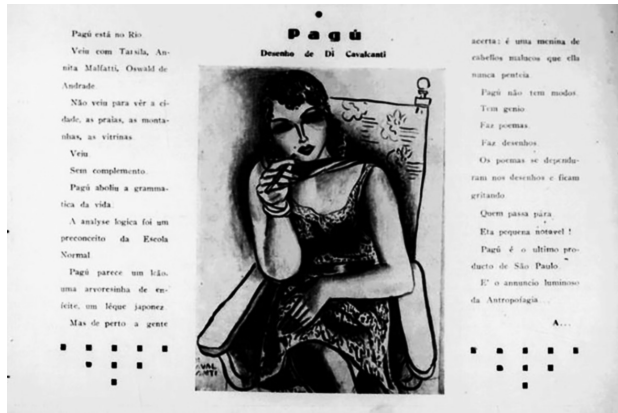 Pagú
Desenho de Di Cavalcanti
Pagú está no Rio
Veiu com Tarsila, An-
nita Malfatti, Oswald de
Andrade.
Não veiu para vêr a ci-
dade, as praias, as monta-
nhas, as vitrinas.
Veiu.
Sem complemento.
Pagú aboliu a gramma-
tica da vida.
A analyse logica foi um
preconceito da Escola
Normal.
Pagú parece um
uma arvoresinha de en-
feite, um léque japonez.
Mas de perto a gente
acerta: é uma menina de
cabellos malucos que ella
nunca penteia.
Pagú não tem modos.
Tem genio.
Faz poemas.
Faz desenhos.
Os poemas se dependu-
ram nos desenhos e ficam
gritando.
Quem passa pára.
Eta pequena notavel!
Pagú é o ultimo pro-
ducto de São Paulo.
E' o annuncio luminoso
da Antropofagia...
A...
CAVAL
CANTI